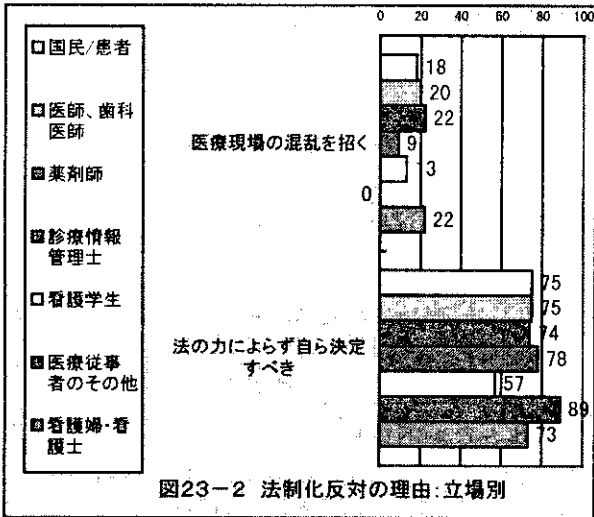 0 20 40 60 80 100
国民/患者
医師、歯科
医師
薬剤師
診療情報
管理士
看護学生
医療従事
者のその他
看護婦・看
護士
医療現場の混乱を招く
18
20
22
9
3
0
22
法の力によらず自ら決定
すべき
75
75
74
78
57
89
73
図23-2 法制化反対の理由:立場別